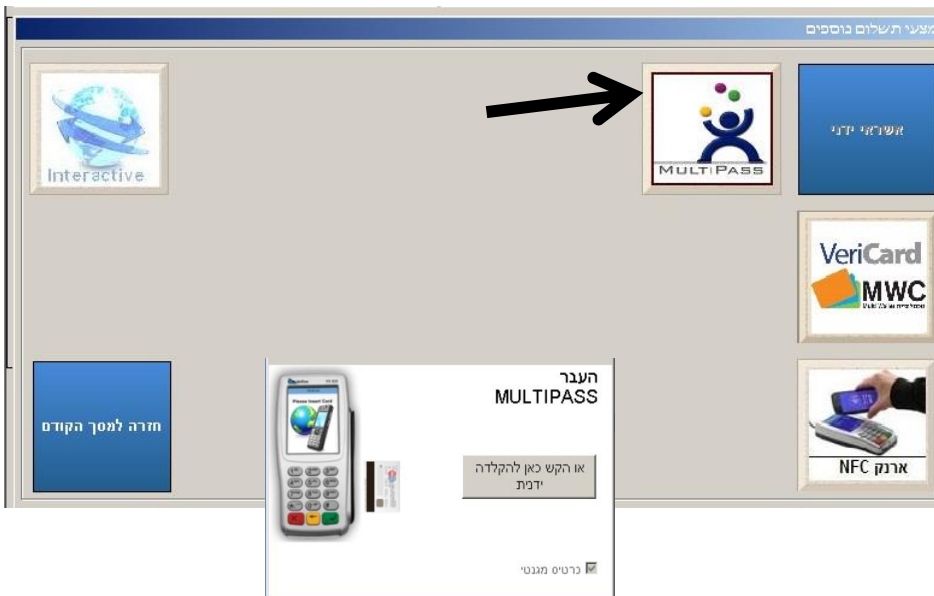 אמצעי תשלום נוספים
אשראי ידני
MULTIPASS
Interactive
VeriCard
MWC
ארנק NFC
חזרה למסך הקודם
העבר
MULTIPASS
או הקש כאן להקלדה
ידנית
כרטיס מגנטי
Please Insert Card